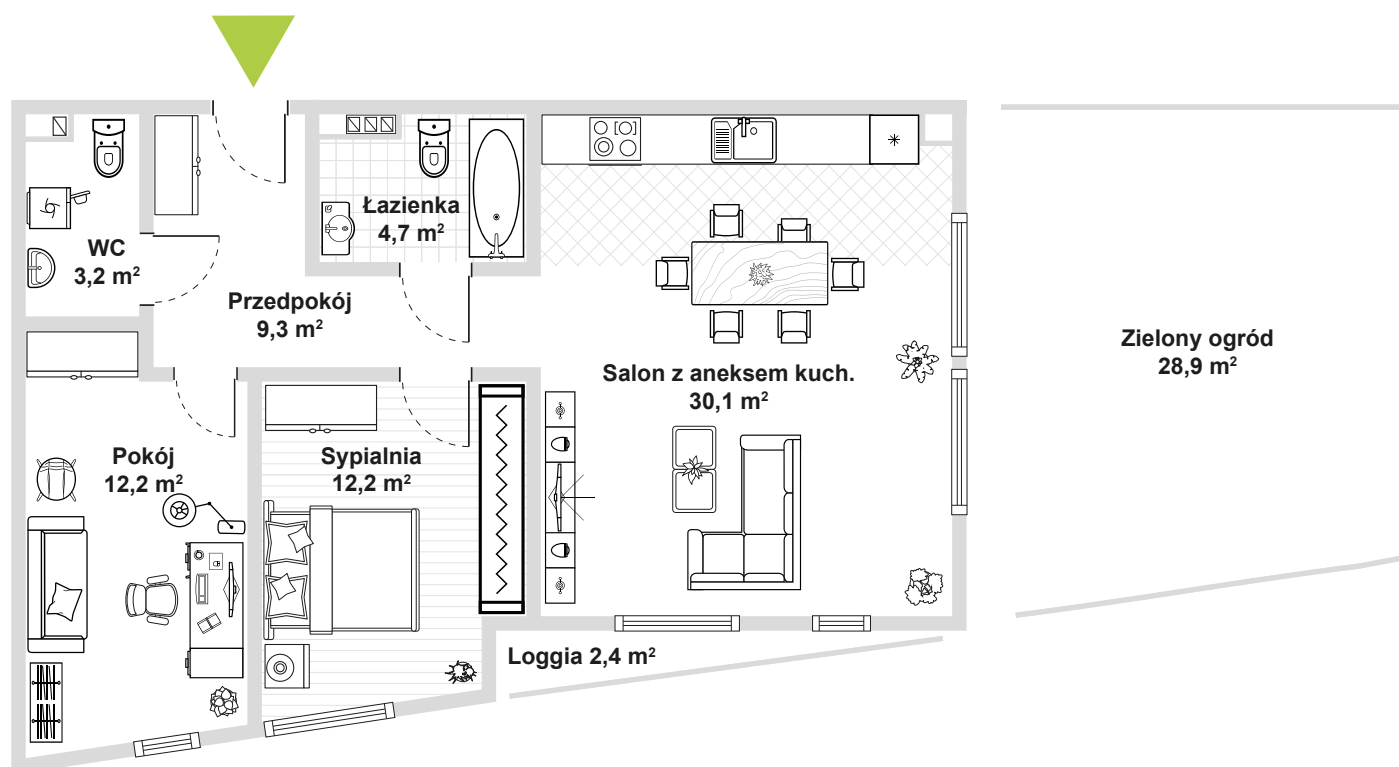 Łazienka
4,7 m²
WC
3,2 m²
Przedpokój
9,3 m²
Zielony ogród
28,9 m²
Salon z aneksem kuch.
30,1 m²
Pokój
12,2 m²
Sypialnia
12,2 m²
Loggia 2,4 m²